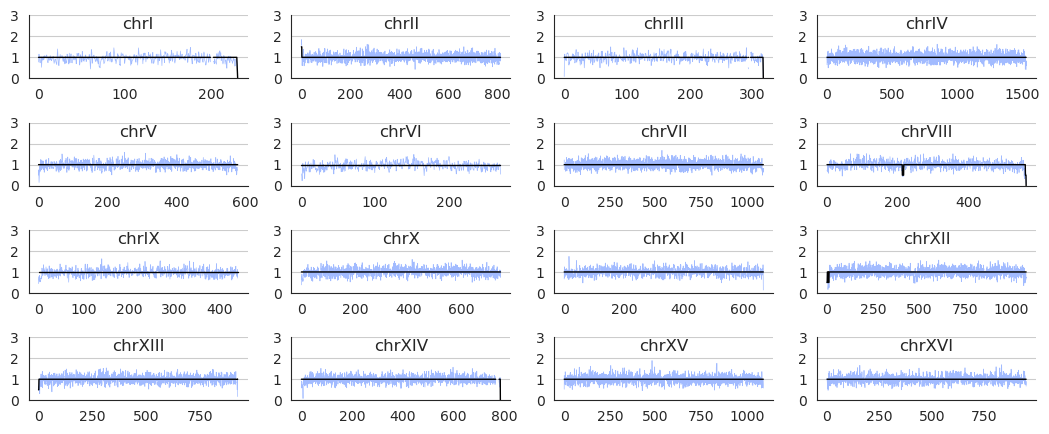 3 chrI 3 chrII 3 chrIII 3 chrIV
2 2 2 2
1 1 1 1
0 0 0 0
0 100 200 0 200 400 600 800 0 100 200 300 0 500 1000 1500
3 chrV 3 chrVI 3 chrVII 3 chrVIII
2 2 2 2
1 1 1 1
0 0 0 0
0 200 400 600 0 100 200 0 250 500 750 1000 0 200 400
3 chrIX 3 chrX 3 chrXI 3 chrXII
2 2 2 2
1 1 1 1
0 0 0 0
0 100 200 300 400 0 200 400 600 0 200 400 600 0 250 500 750 1000
3 chrXIII 3 chrXIV 3 chrXV 3 chrXVI
2 2 2 2
1 1 1 1
0 0 0 0
0 250 500 750 0 200 400 600 800 0 250 500 750 1000 0 250 500 750